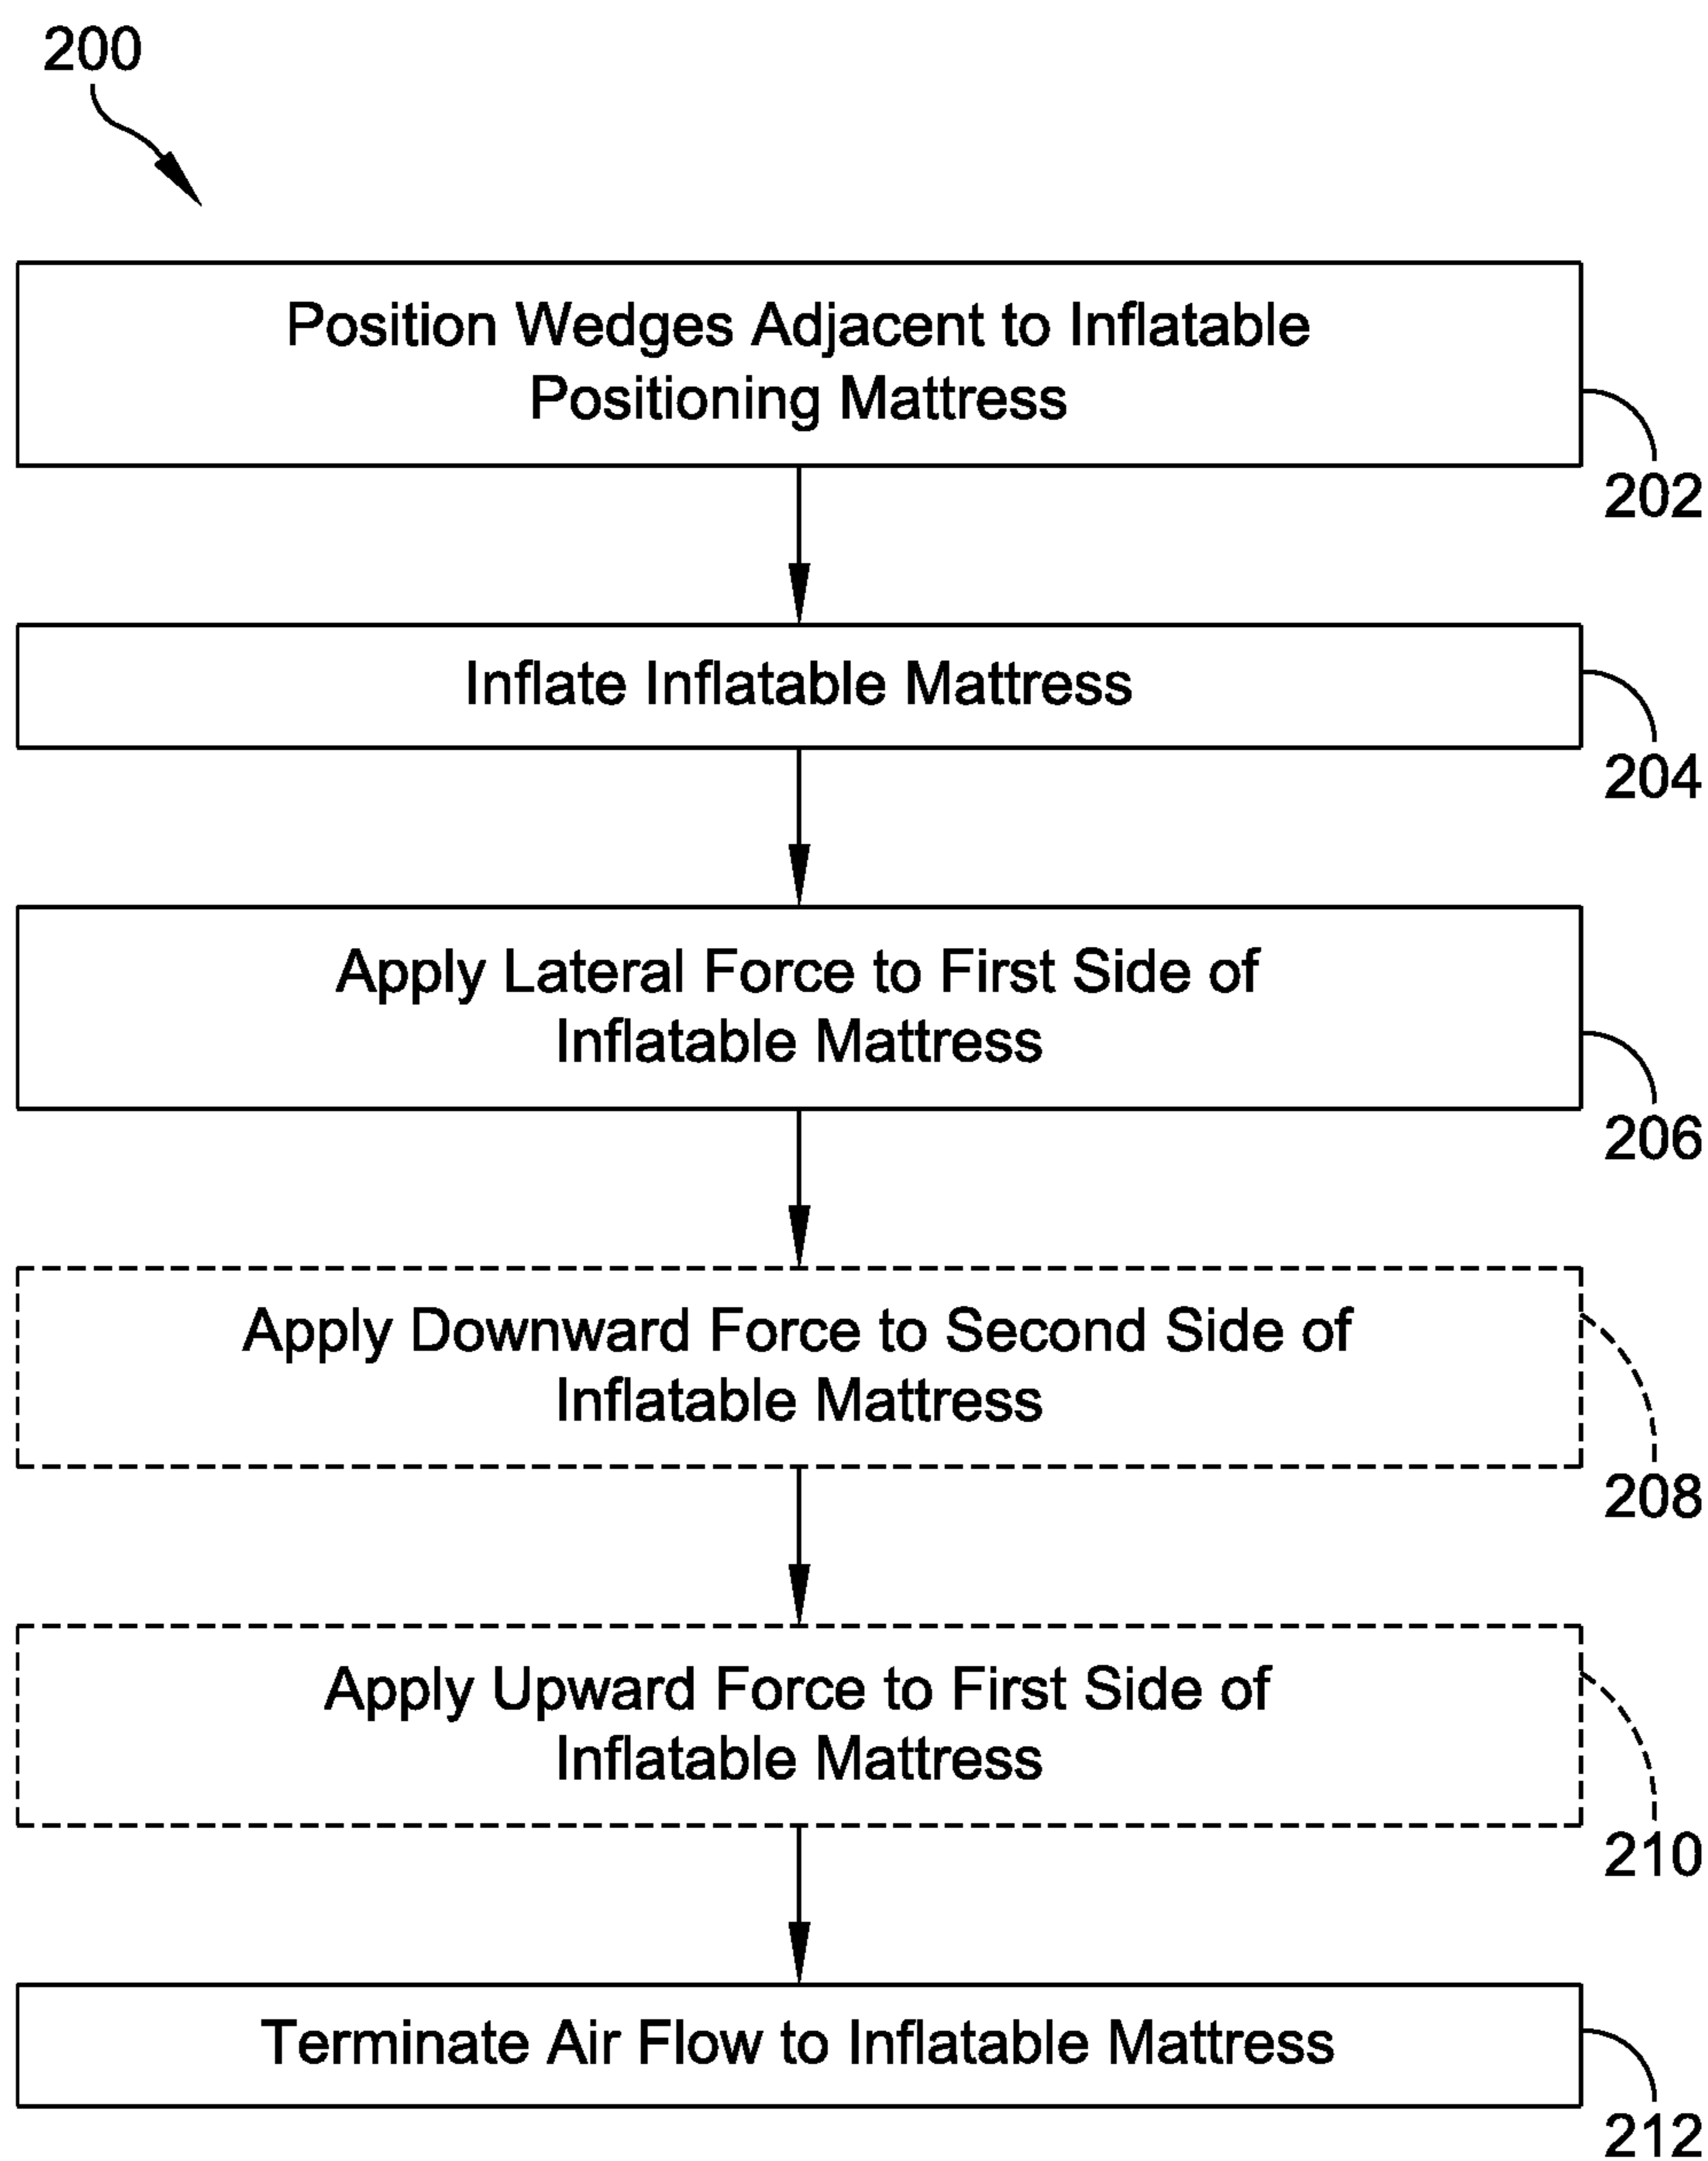 200
Position Wedges Adjacent to Inflatable
Positioning Mattress
202
Inflate Inflatable Mattress
204
Apply Lateral Force to First Side of
Inflatable Mattress
206
Apply Downward Force to Second Side of
Inflatable Mattress
208
Apply Upward Force to First Side of
Inflatable Mattress
210
Terminate Air Flow to Inflatable Mattress
212